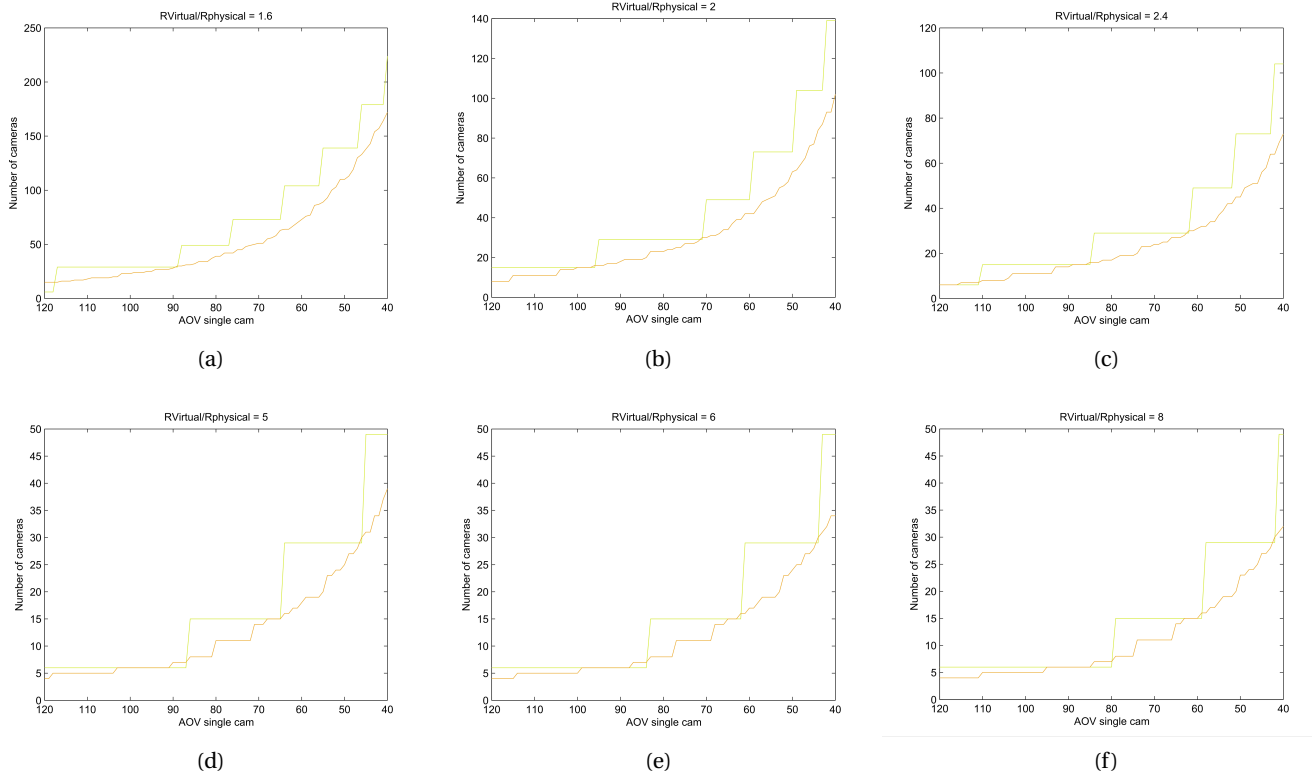 RVirtual/Rphysical = 1.6
250
200
150
100
50
0
Number of cameras
120 110 100 90 80 70 60 50 40
AOV single cam
(a)
RVirtual/Rphysical = 2
140
120
100
80
60
40
20
0
Number of cameras
120 110 100 90 80 70 60 50 40
AOV single cam
(b)
RVirtual/Rphysical = 2.4
120
100
80
60
40
20
0
Number of cameras
120 110 100 90 80 70 60 50 40
AOV single cam
(c)
RVirtual/Rphysical = 5
50
45
40
35
30
25
20
15
10
5
0
Number of cameras
120 110 100 90 80 70 60 50 40
AOV single cam
(d)
RVirtual/Rphysical = 6
50
45
40
35
30
25
20
15
10
5
0
Number of cameras
120 110 100 90 80 70 60 50 40
AOV single cam
(e)
RVirtual/Rphysical = 8
50
45
40
35
30
25
20
15
10
5
0
Number of cameras
120 110 100 90 80 70 60 50 40
AOV single cam
(f)